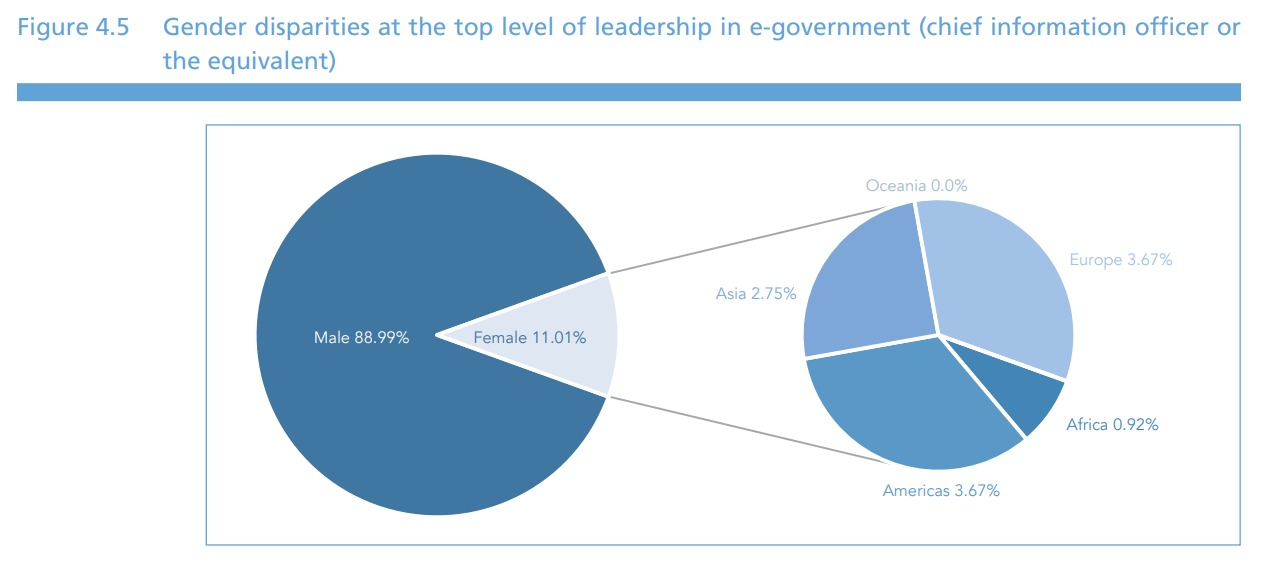 Figure 4.5 Gender disparities at the top level of leadership in e-government (chief information officer or
the equivalent)
Male 88.99%
Female 11.01%
Oceania 0.0%
Europe 3.67%
Asia 2.75%
Africa 0.92%
Americas 3.67%